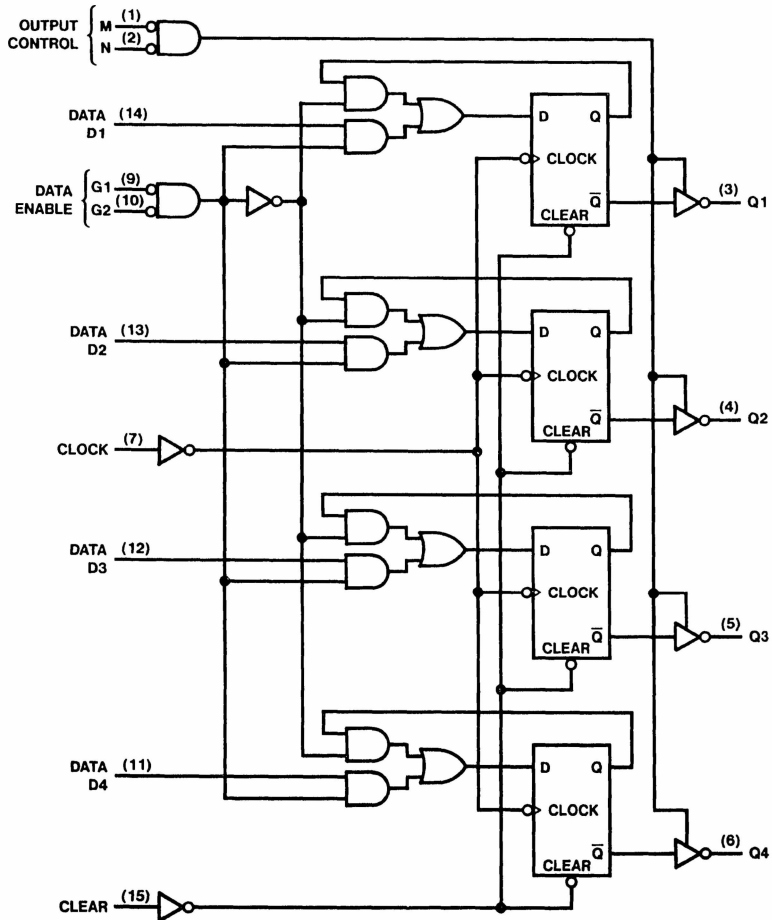 OUTPUT CONTROL { M (1)
N (2)
DATA D1 (14)
D Q
CLOCK
CLEAR Q̅
(3) Q1
DATA ENABLE { G1 (9)
G2 (10)
DATA D2 (13)
D Q
CLOCK
CLEAR Q̅
(4) Q2
CLOCK (7)
DATA D3 (12)
D Q
CLOCK
CLEAR Q̅
(5) Q3
DATA D4 (11)
D Q
CLOCK
CLEAR Q̅
(6) Q4
CLEAR (15)